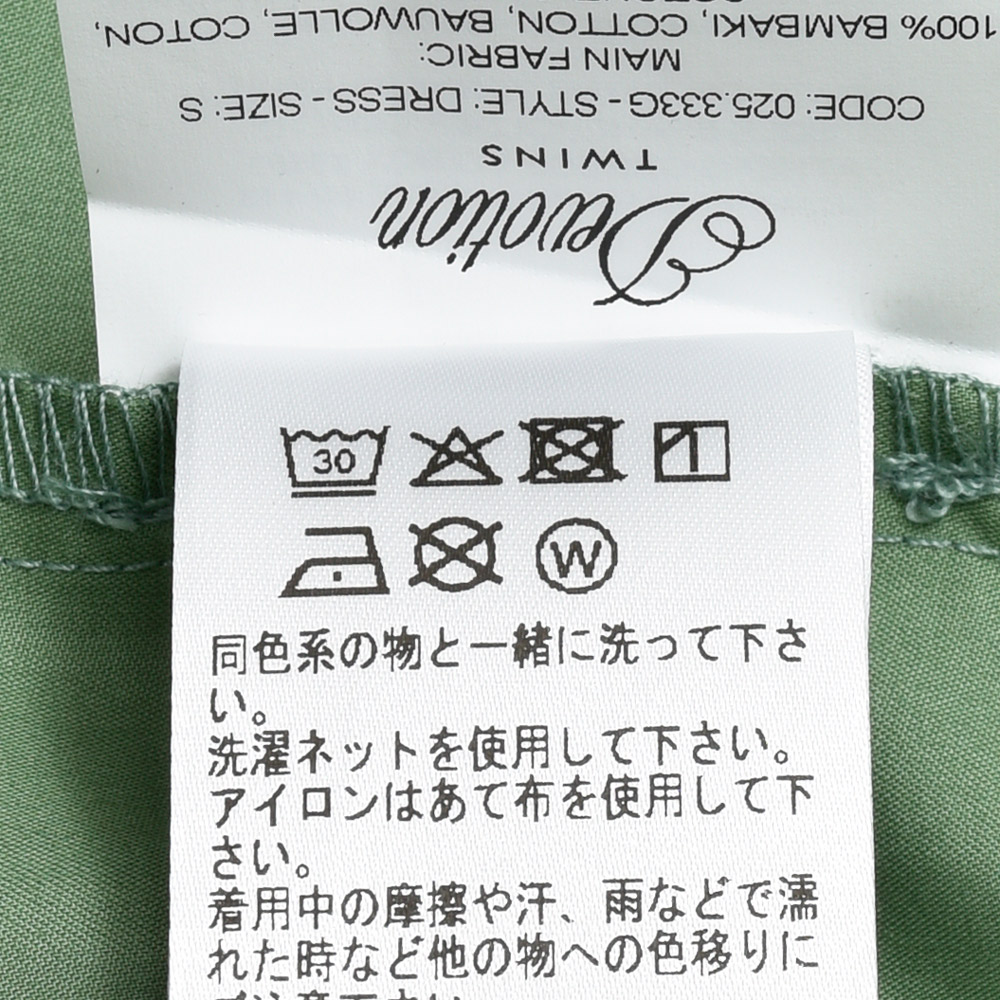 Devotion
TWINS
CODE: 025.333G - STYLE: DRESS - SIZE: S
MAIN FABRIC:
100% BAMBAKI, COTTON, BAUWOLLE, COTON,
30
1
W
同色系の物と一緒に洗って下さ
い。
洗濯ネットを使用して下さい。
アイロンはあて布を使用して下
さい。
着用中の摩擦や汗、雨などで濡
れた時など他の物への色移りに